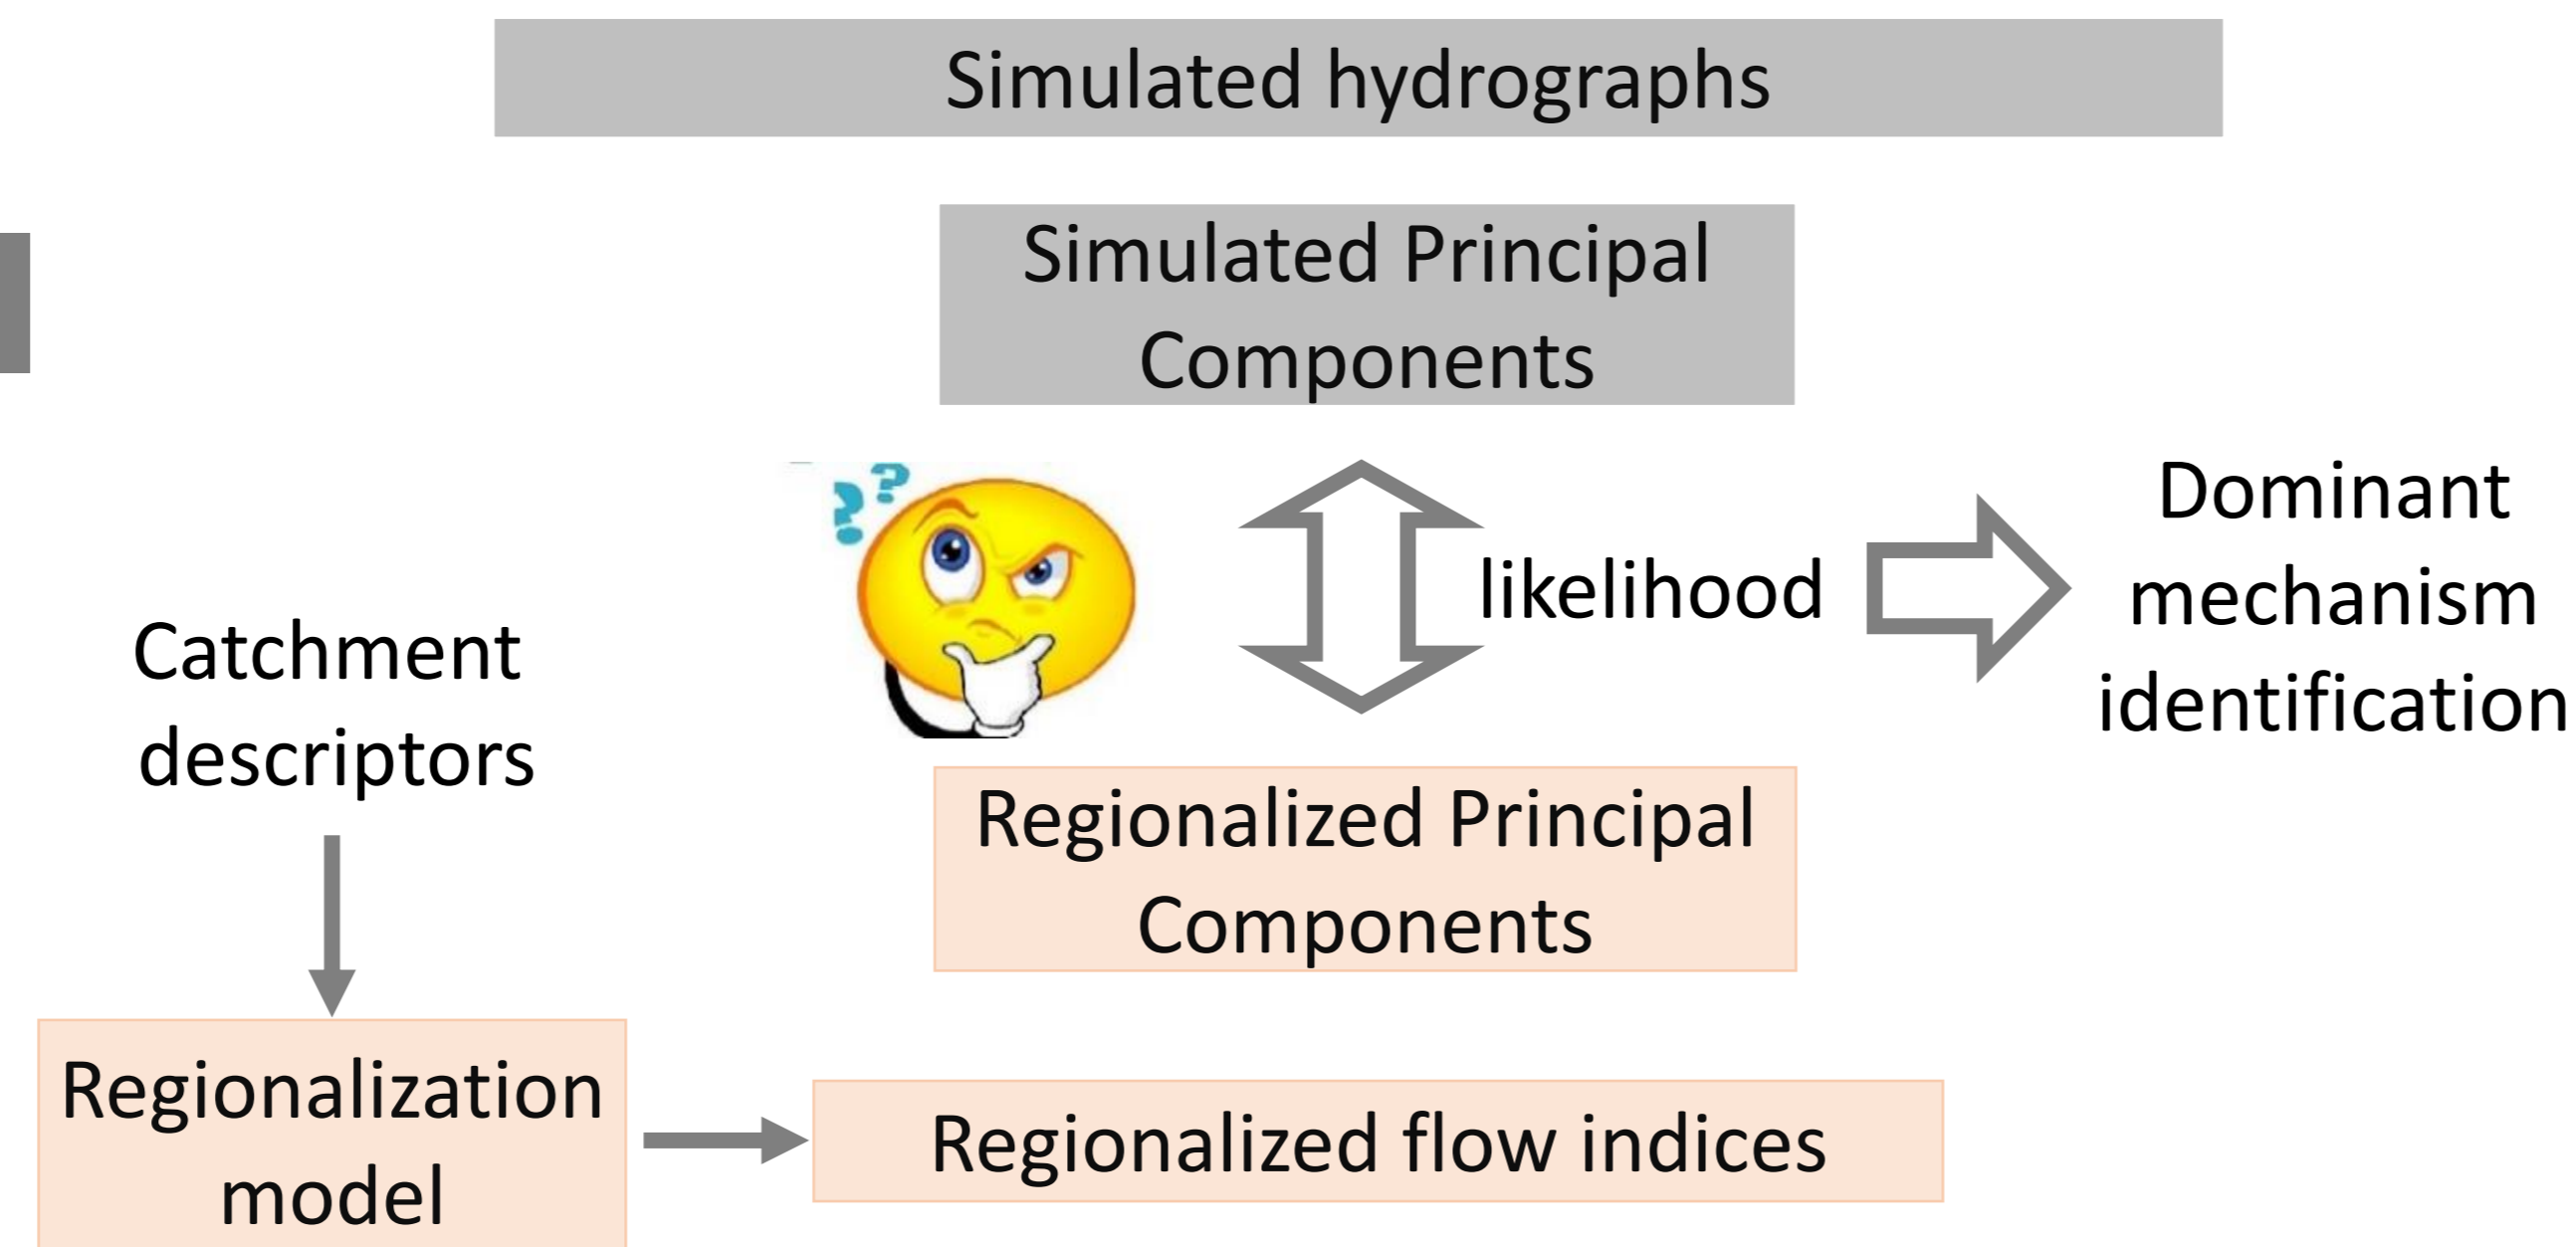 Simulated hydrographs
Simulated Principal
Components
? ?
likelihood
Dominant
mechanism
identification
Catchment
descriptors
Regionalized Principal
Components
Regionalization
model
Regionalized flow indices